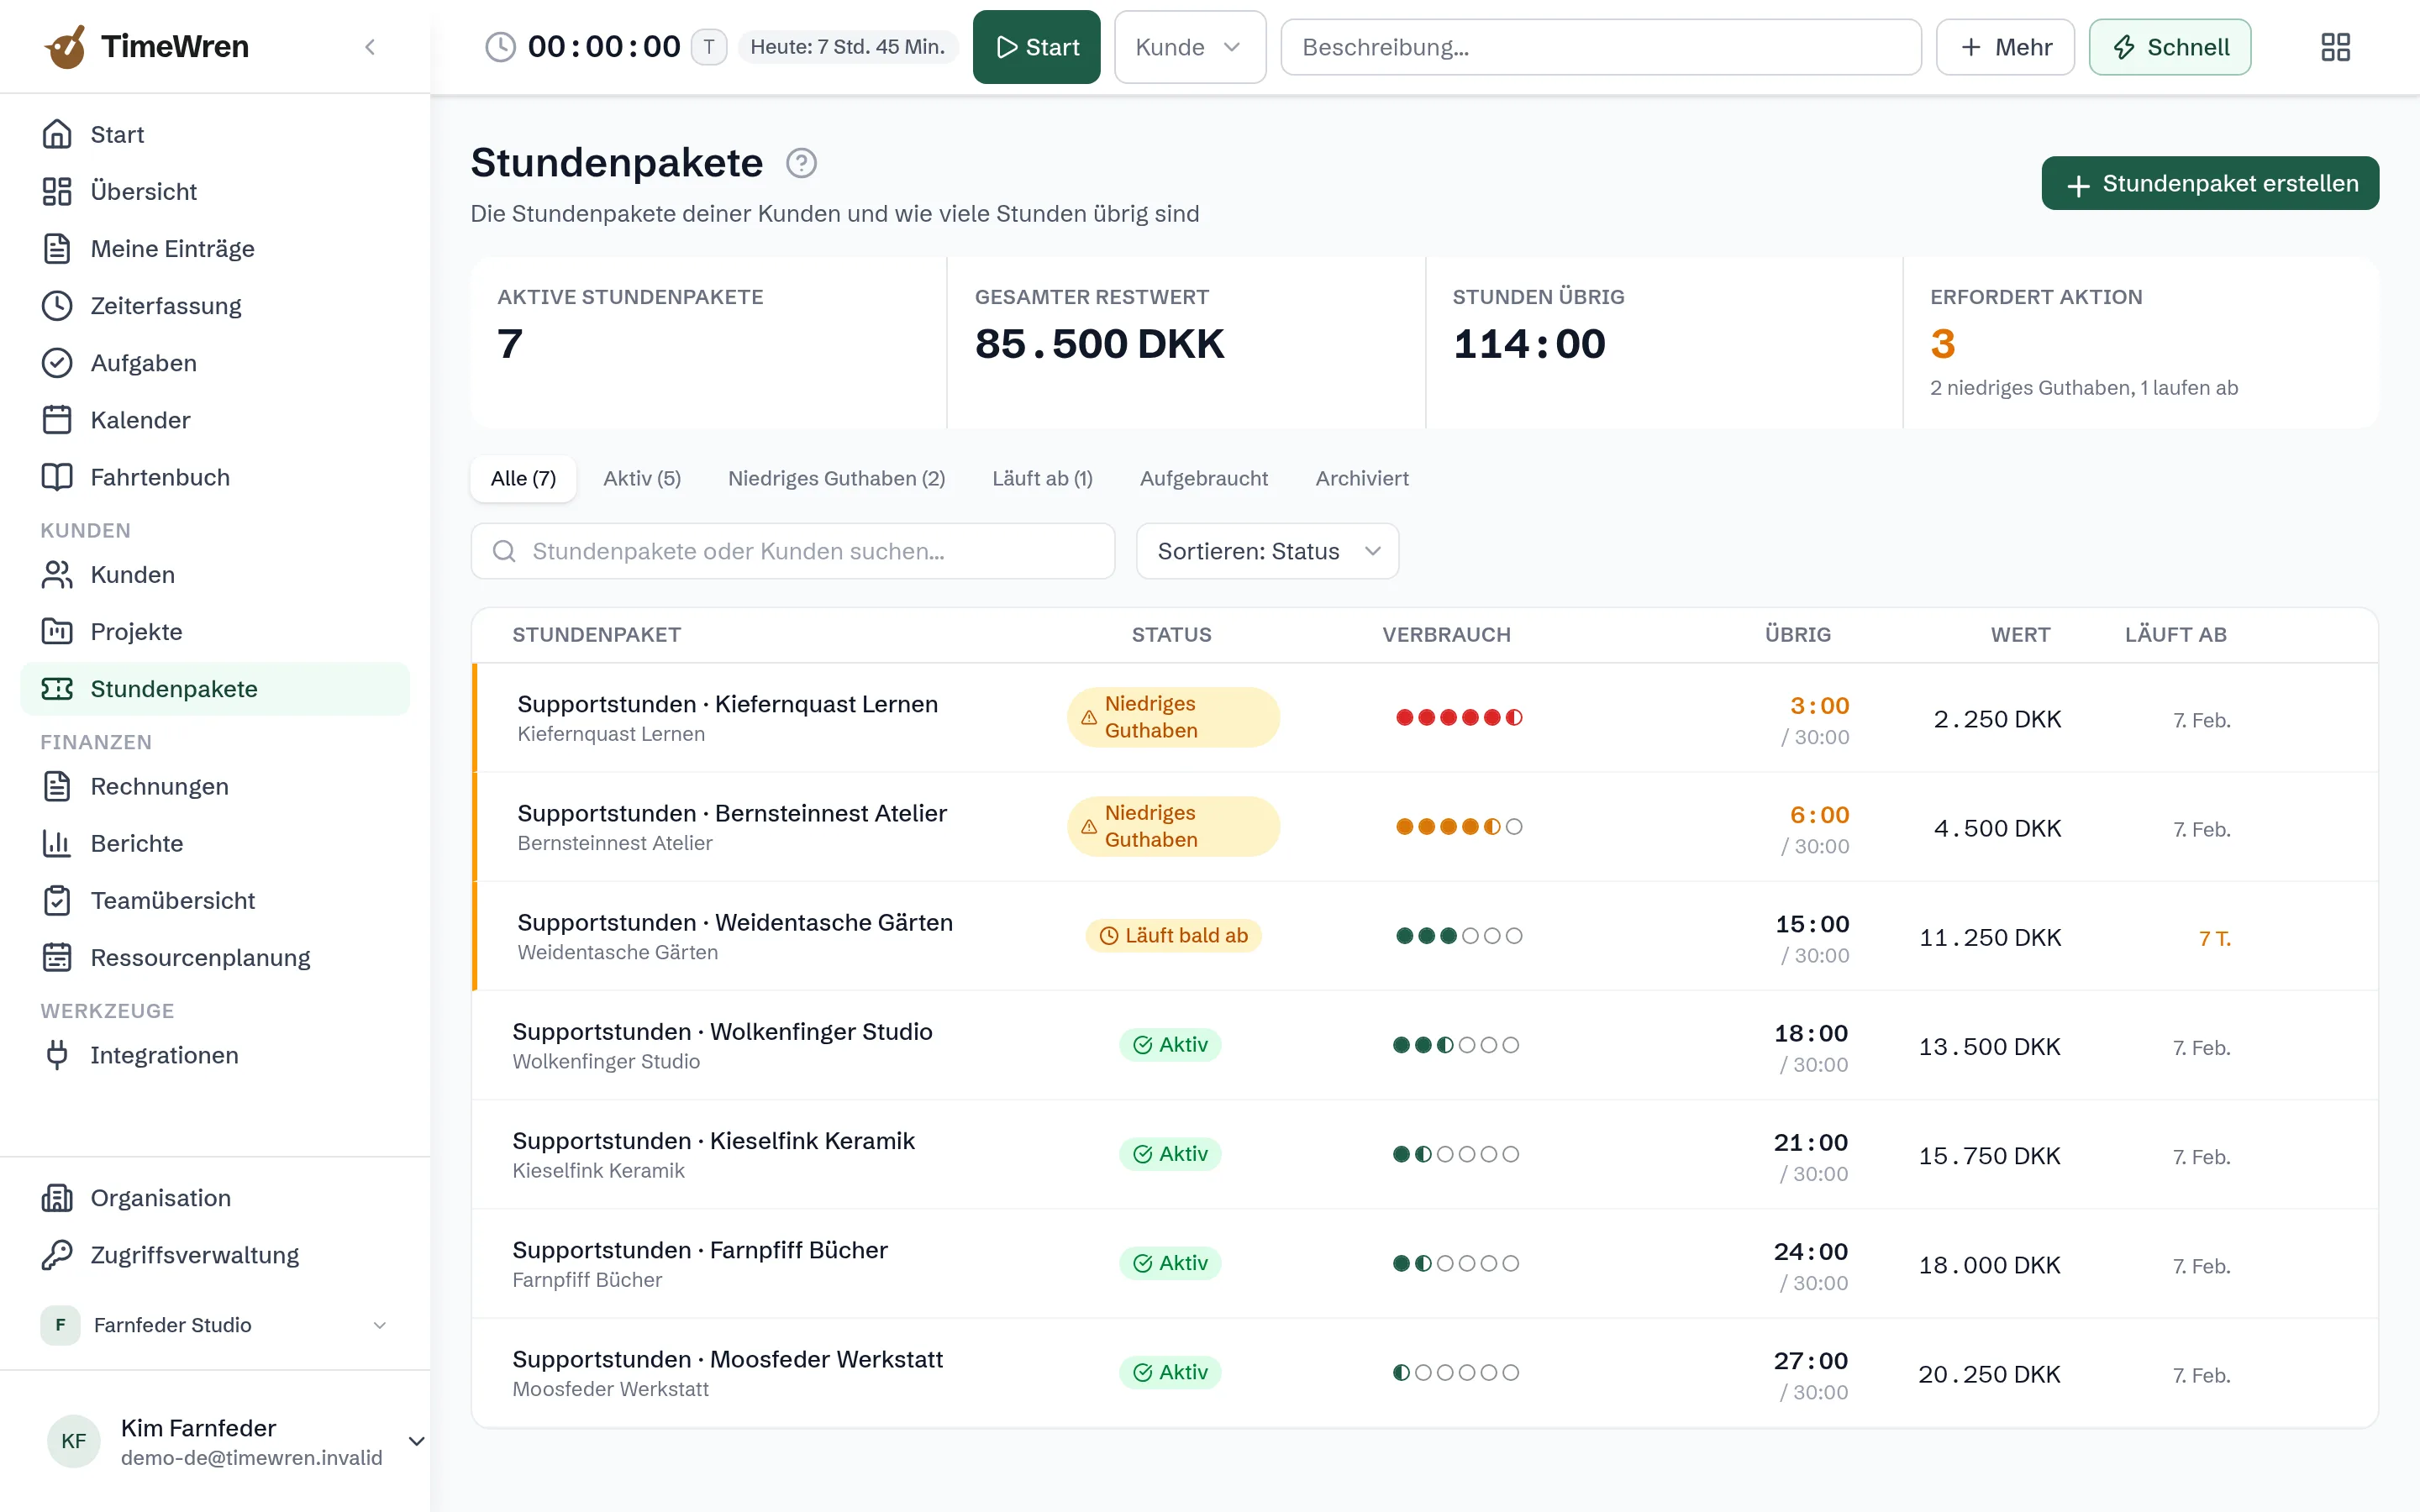 TimeWren
00:00:00 T Heute: 7 Std. 45 Min. Start Kunde Beschreibung... Mehr Schnell
Start
Übersicht
Meine Einträge
Zeiterfassung
Aufgaben
Kalender
Fahrtenbuch
KUNDEN
Kunden
Projekte
Stundenpakete
FINANZEN
Rechnungen
Berichte
Teamübersicht
Ressourcenplanung
WERKZEUGE
Integrationen
Organisation
Zugriffsverwaltung
F Farnfeder Studio
KF Kim Farnfeder
demo-de@timewren.invalid
Stundenpakete ?
Die Stundenpakete deiner Kunden und wie viele Stunden übrig sind
Stundenpaket erstellen
AKTIVE STUNDENPAKETE
7
GESAMTER RESTWERT
85.500 DKK
STUNDEN ÜBRIG
114:00
ERFORDERT AKTION
3
2 niedriges Guthaben, 1 laufen ab
Alle (7) Aktiv (5) Niedriges Guthaben (2) Läuft ab (1) Aufgebraucht Archiviert
Stundenpakete oder Kunden suchen... Sortieren: Status
STUNDENPAKET STATUS VERBRAUCH ÜBRIG WERT LÄUFT AB
Supportstunden · Kiefernquast Lernen
Kiefernquast Lernen
Niedriges
Guthaben
3:00
/ 30:00
2.250 DKK
7. Feb.
Supportstunden · Bernsteinnest Atelier
Bernsteinnest Atelier
Niedriges
Guthaben
6:00
/ 30:00
4.500 DKK
7. Feb.
Supportstunden · Weidentasche Gärten
Weidentasche Gärten
Läuft bald ab
15:00
/ 30:00
11.250 DKK
7 T.
Supportstunden · Wolkenfinger Studio
Wolkenfinger Studio
Aktiv
18:00
/ 30:00
13.500 DKK
7. Feb.
Supportstunden · Kieselfink Keramik
Kieselfink Keramik
Aktiv
21:00
/ 30:00
15.750 DKK
7. Feb.
Supportstunden · Farnpfiff Bücher
Farnpfiff Bücher
Aktiv
24:00
/ 30:00
18.000 DKK
7. Feb.
Supportstunden · Moosfeder Werkstatt
Moosfeder Werkstatt
Aktiv
27:00
/ 30:00
20.250 DKK
7. Feb.